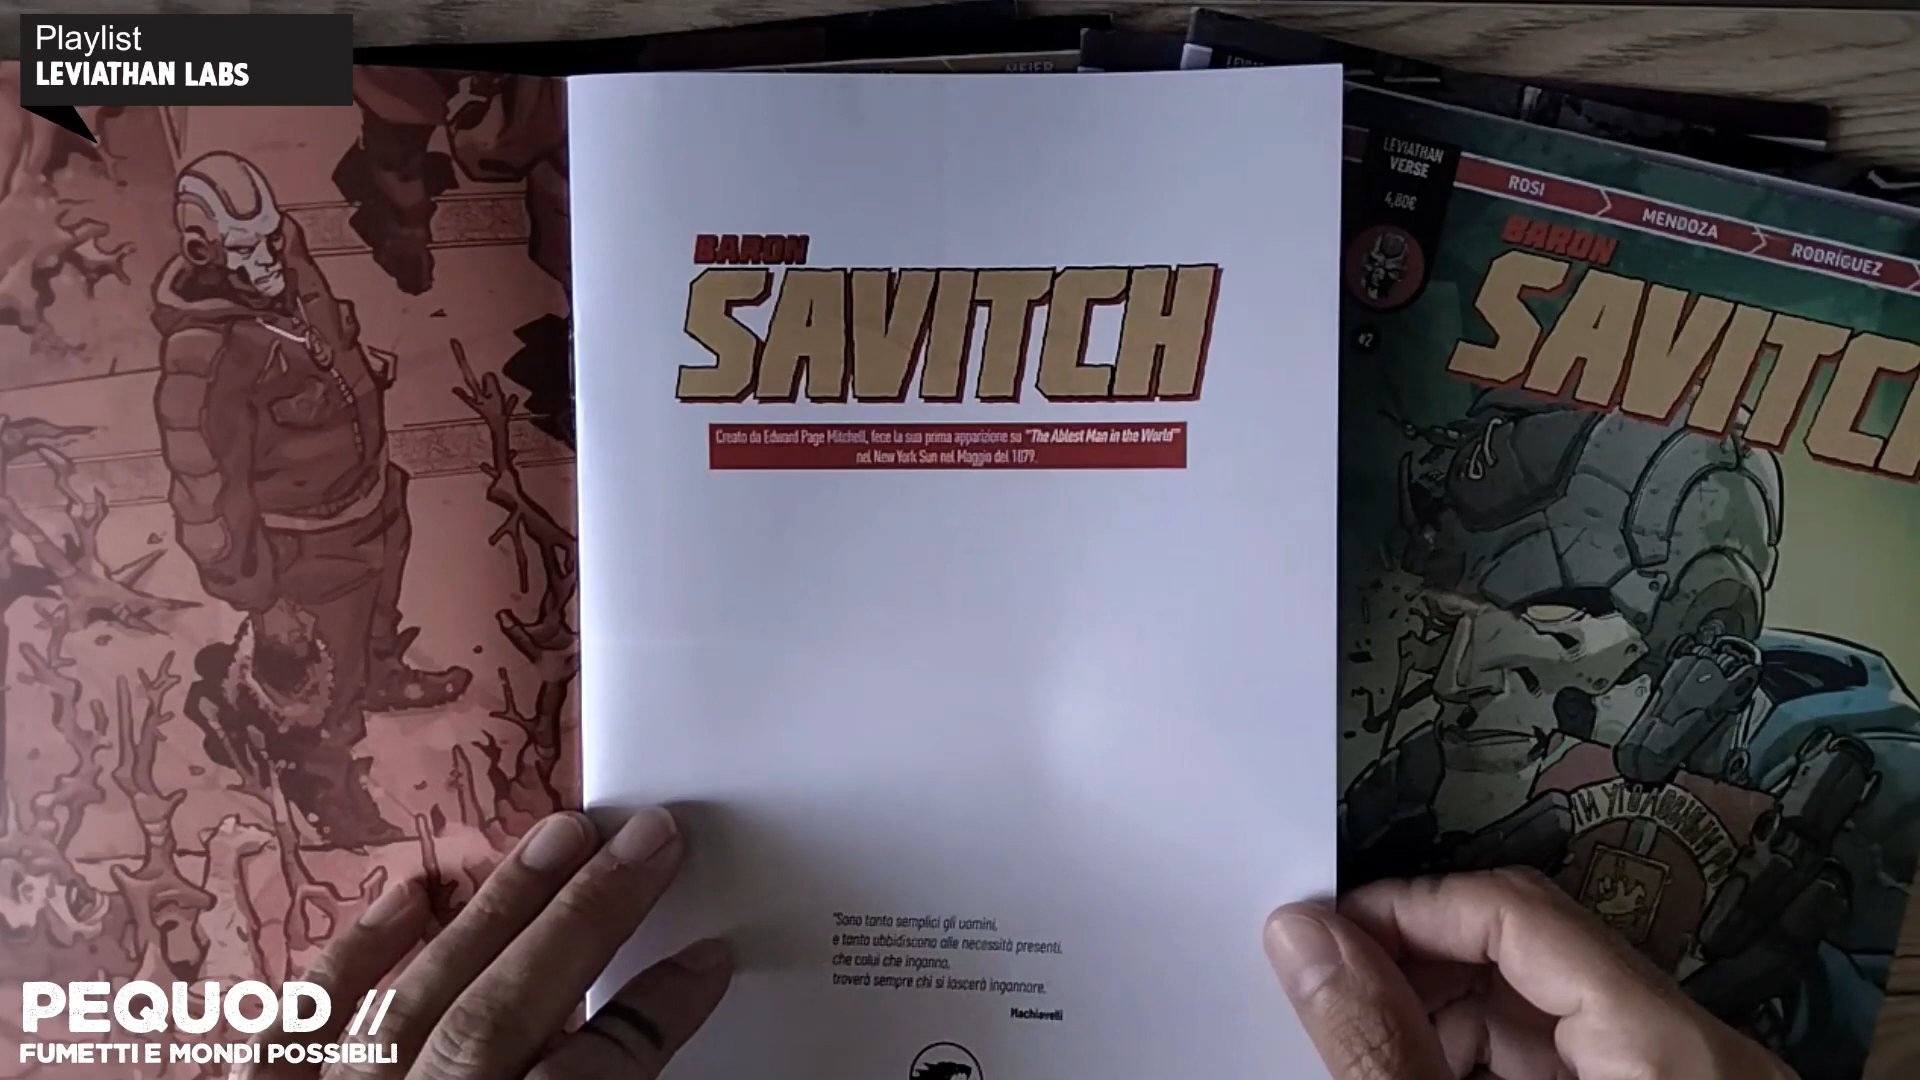 Playlist
LEVIATHAN LABS
MEIER
BARON
SAVITCH
Creato da Edward Page Mitchell, fece la sua prima apparizione su "The Ablest Man in the World"
nel New York Sun nel Maggio del 1879.
"Sono tanto semplici gli uomini,
e tanto ubbidiscono alle necessità presenti,
che colui che inganna,
troverà sempre chi si lascerà ingannare."
Machiavelli
LEVIATHAN
VERSE
4,80€
#2
ROSI
MENDOZA
RODRÍGUEZ
BARON
SAVITC
PEQUOD //
FUMETTI E MONDI POSSIBILI